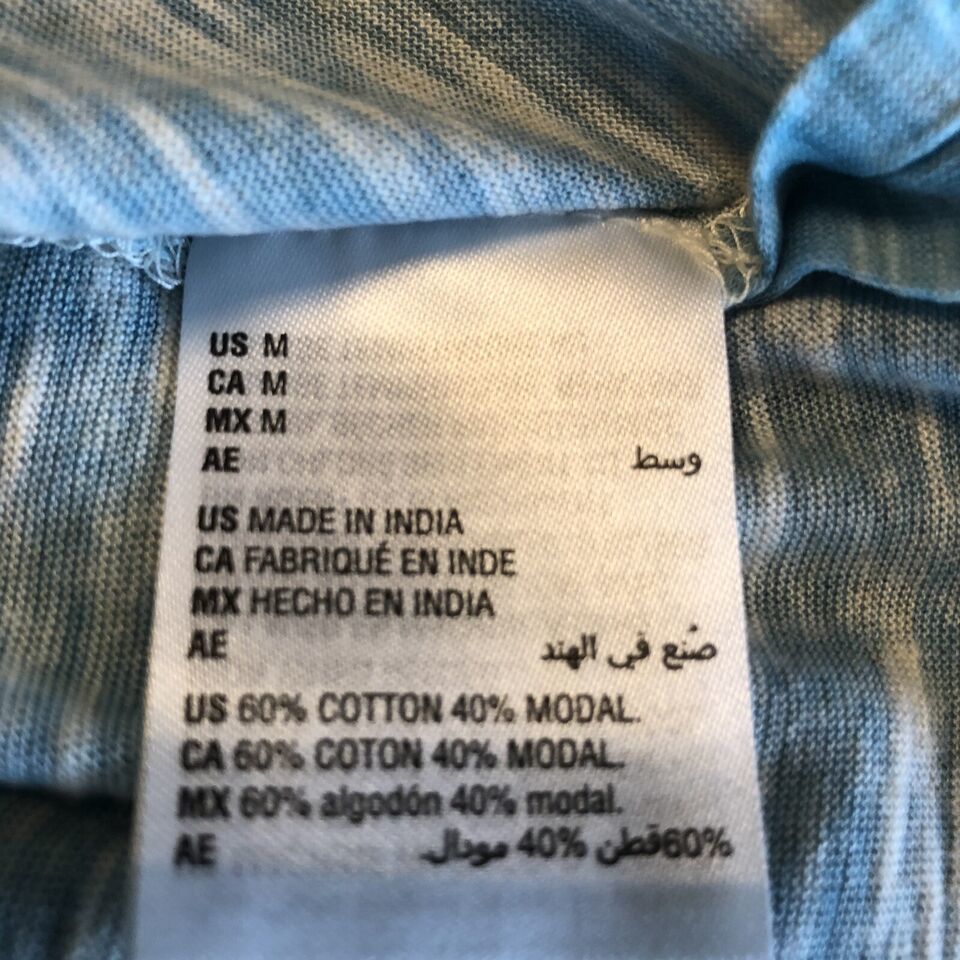 US M
CA M
MX M
AE وسط
US MADE IN INDIA
CA FABRIQUÉ EN INDE
MX HECHO EN INDIA
AE صُنع في الهند
US 60% COTTON 40% MODAL.
CA 60% COTON 40% MODAL.
MX 60% algodón 40% modal.
AE 60%قطن 40% مودال.